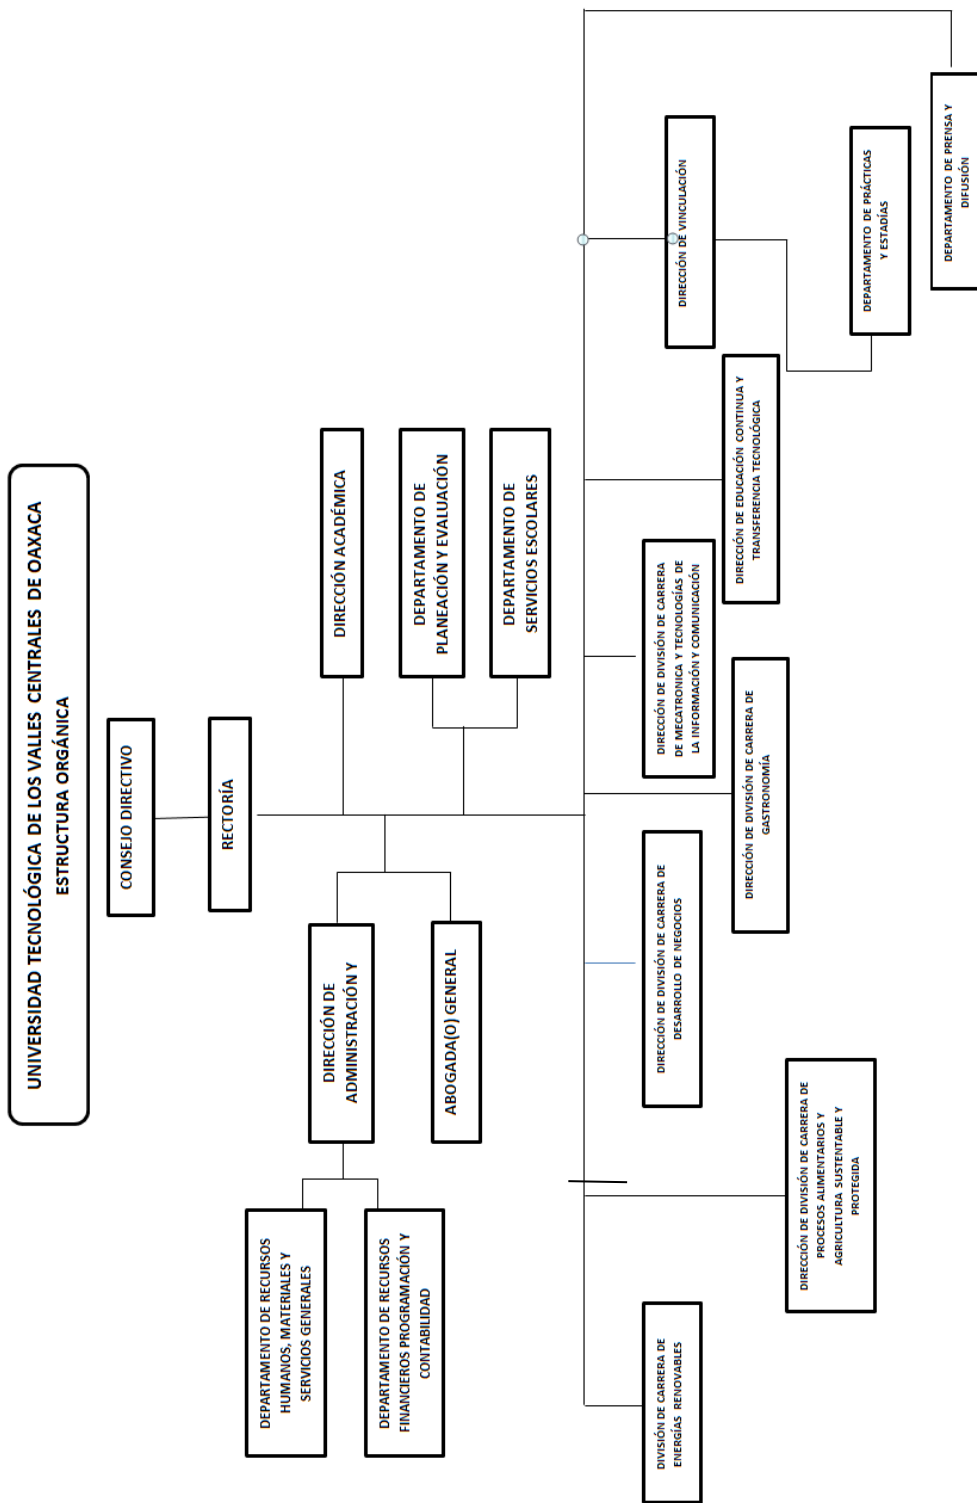 UNIVERSIDAD TECNOLÓGICA DE LOS VALLES CENTRALES DE OAXACA
ESTRUCTURA ORGÁNICA
CONSEJO DIRECTIVO
RECTORÍA
DEPARTAMENTO DE RECURSOS
HUMANOS, MATERIALES Y
SERVICIOS GENERALES
DEPARTAMENTO DE RECURSOS
FINANCIEROS PROGRAMACIÓN Y
CONTABILIDAD
DIRECCIÓN DE
ADMINISTRACIÓN Y
ABOGADA(O) GENERAL
DIRECCIÓN ACADÉMICA
DEPARTAMENTO DE
PLANEACIÓN Y EVALUACIÓN
DEPARTAMENTO DE
SERVICIOS ESCOLARES
DIVISIÓN DE CARRERA DE
ENERGÍAS RENOVABLES
DIRECCIÓN DE DIVISIÓN DE CARRERA DE
PROCESOS ALIMENTARIOS Y
AGRICULTURA SUSTENTABLE Y
PROTEGIDA
DIRECCIÓN DE DIVISIÓN DE CARRERA DE
DESARROLLO DE NEGOCIOS
DIRECCIÓN DE DIVISIÓN DE CARRERA DE
GASTRONOMÍA
DIRECCIÓN DE DIVISIÓN DE CARRERA
DE MECATRONICA Y TECNOLOGÍAS DE
LA INFORMACIÓN Y COMUNICACIÓN
DIRECCIÓN DE EDUCACIÓN CONTINUA Y
TRANSFERENCIA TECNOLÓGICA
DIRECCIÓN DE VINCULACIÓN
DEPARTAMENTO DE PRÁCTICAS
Y ESTADÍAS
DEPARTAMENTO DE PRENSA Y
DIFUSIÓN